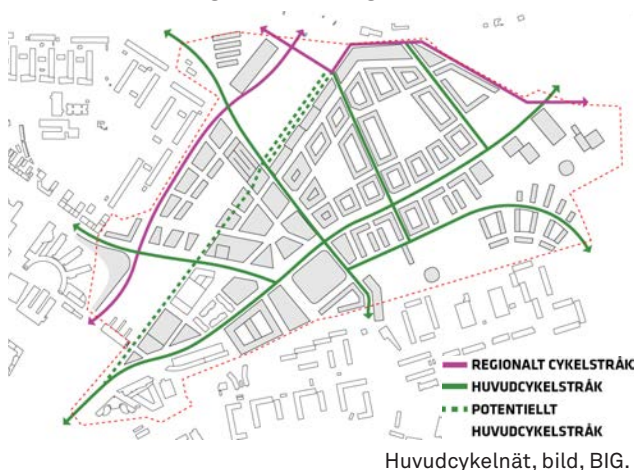 REGIONALT CYKELSTRÅK
HUVUDCYKELSTRÅK
POTENTIELLT
HUVUDCYKELSTRÅK
Huvudcykelnät, bild, BIG.